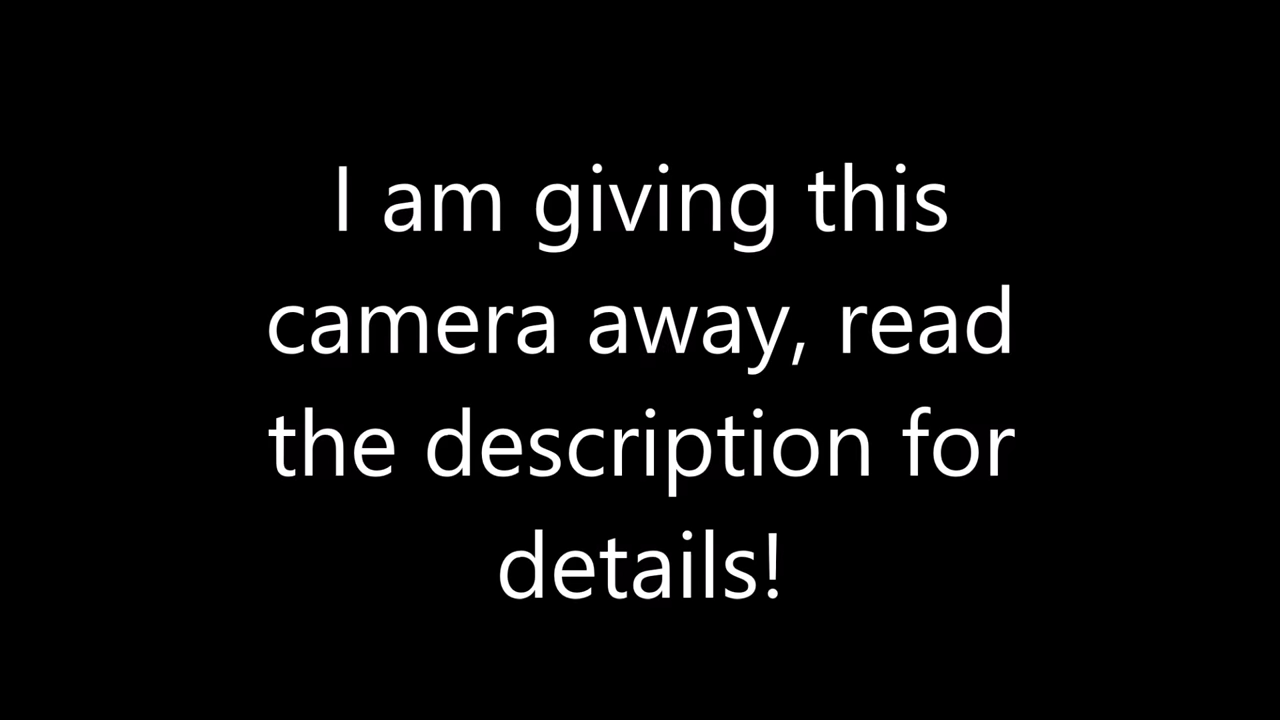 I am giving this
camera away, read
the description for
details!